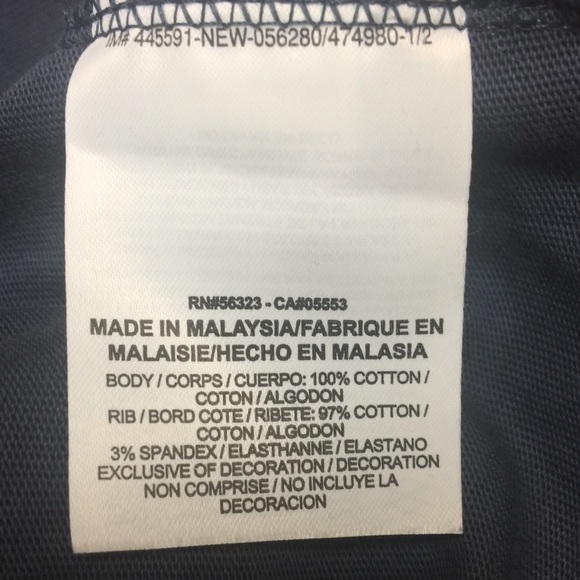 IM# 445591-NEW-056280/474980-1/2
RN#56323 - CA#05553
MADE IN MALAYSIA/FABRIQUE EN
MALAISIE/HECHO EN MALASIA
BODY / CORPS / CUERPO: 100% COTTON /
COTON / ALGODON
RIB / BORD COTE / RIBETE: 97% COTTON /
COTON / ALGODON
3% SPANDEX / ELASTHANNE / ELASTANO
EXCLUSIVE OF DECORATION / DECORATION
NON COMPRISE / NO INCLUYE LA
DECORACION